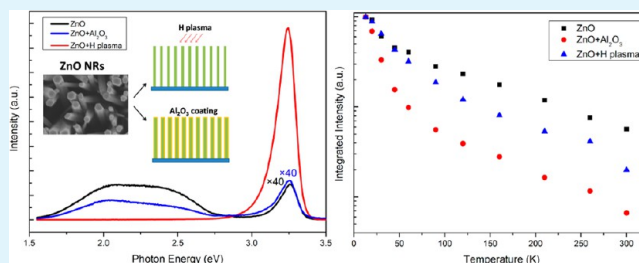 ZnO
ZnO+Al₂O₃
ZnO+H plasma
H plasma
ZnO NRs
Al₂O₃ coating
×40
×40
Intensity (a.u.)
1.5 2.0 2.5 3.0 3.5
Photon Energy (eV)
ZnO
ZnO+Al₂O₃
ZnO+H plasma
Integrated Intensity (a.u.)
0 50 100 150 200 250 300
Temperature (K)